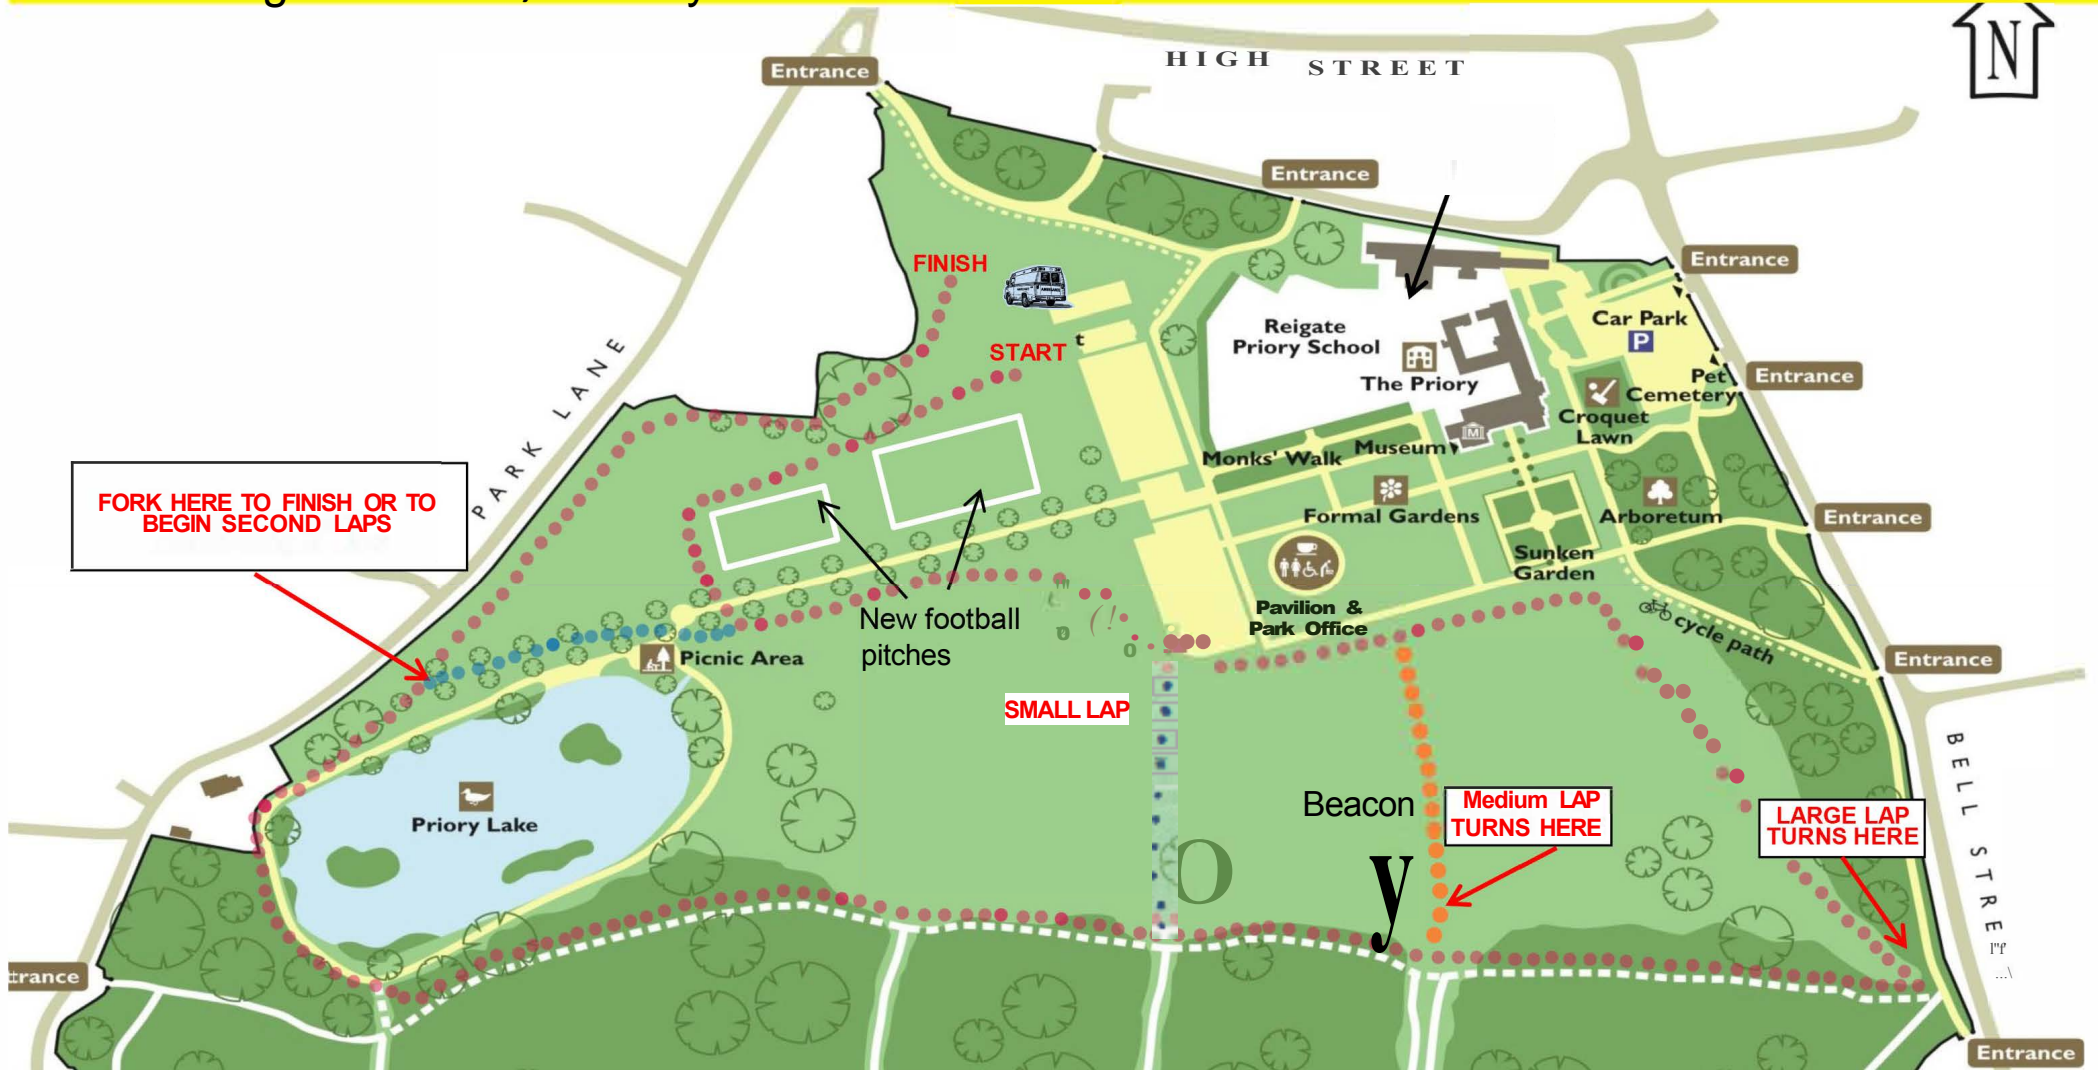 Entrance
HIGH STREET
N
Entrance
Entrance
FINISH
START
t
Reigate
Priory School
The Priory
Car Park
P
Pet
Cemetery
Entrance
Croquet
Lawn
PARK LANE
Museum
M
Monks' Walk
FORK HERE TO FINISH OR TO
BEGIN SECOND LAPS
Formal Gardens
Arboretum
Entrance
Sunken
Garden
Pavilion &
Park Office
New football
pitches
cycle path
Picnic Area
Entrance
SMALL LAP
Priory Lake
Beacon
Medium LAP
TURNS HERE
LARGE LAP
TURNS HERE
BELL STRE
O
y
trance
Entrance